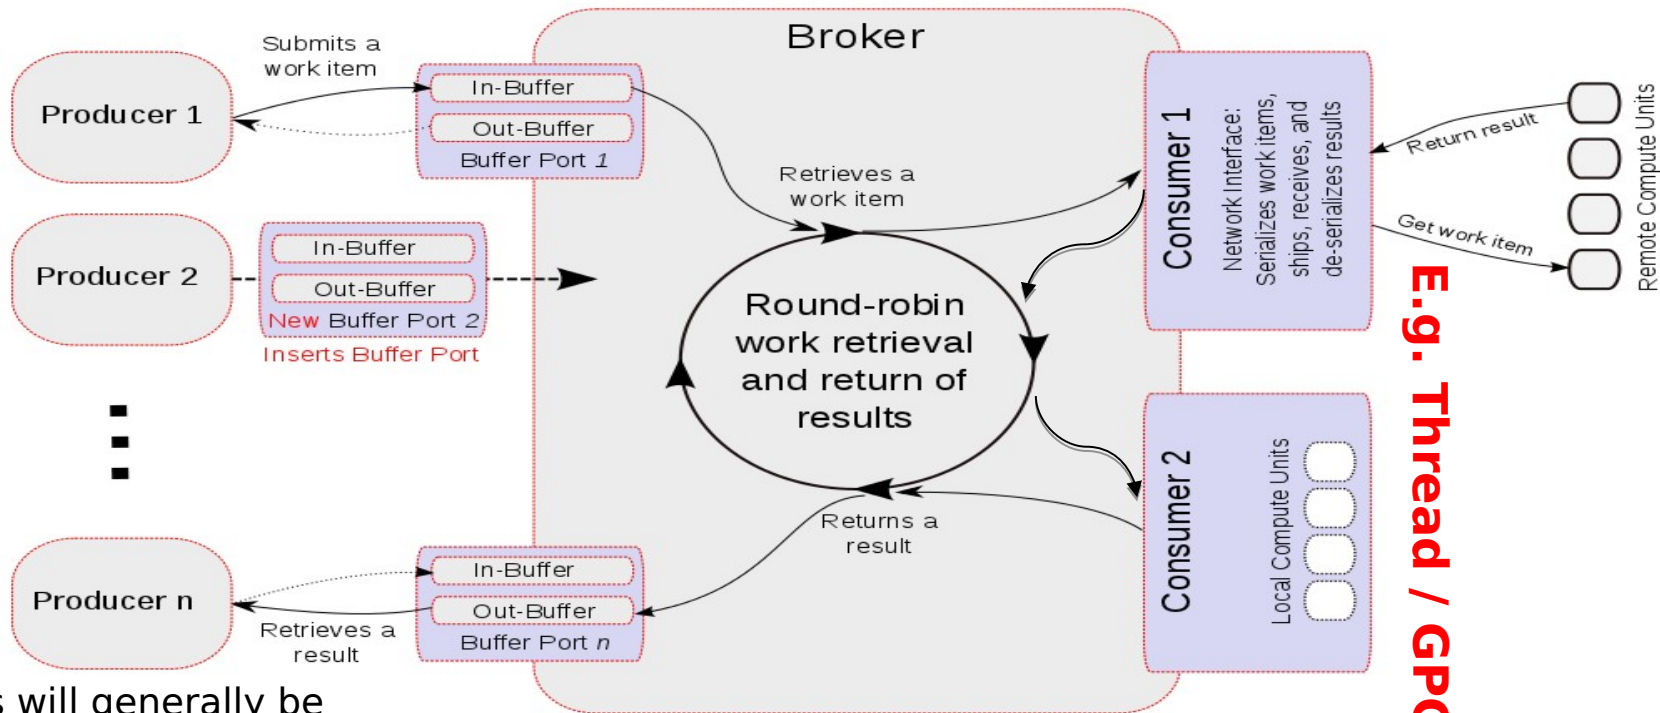 Broker
Submits a
work item
Producer 1
In-Buffer
Out-Buffer
Buffer Port 1
Retrieves a
work item
Consumer 1
Network Interface:
Serializes work items,
ships, receives, and
de-serializes results
Return result
Get work item
Remote Compute Units
Producer 2
In-Buffer
Out-Buffer
New Buffer Port 2
Inserts Buffer Port
Round-robin
work retrieval
and return of
results
E.g. Thread / GPG
Consumer 2
Local Compute Units
Returns a
result
Producer n
In-Buffer
Out-Buffer
Buffer Port n
Retrieves a
result
s will generally be